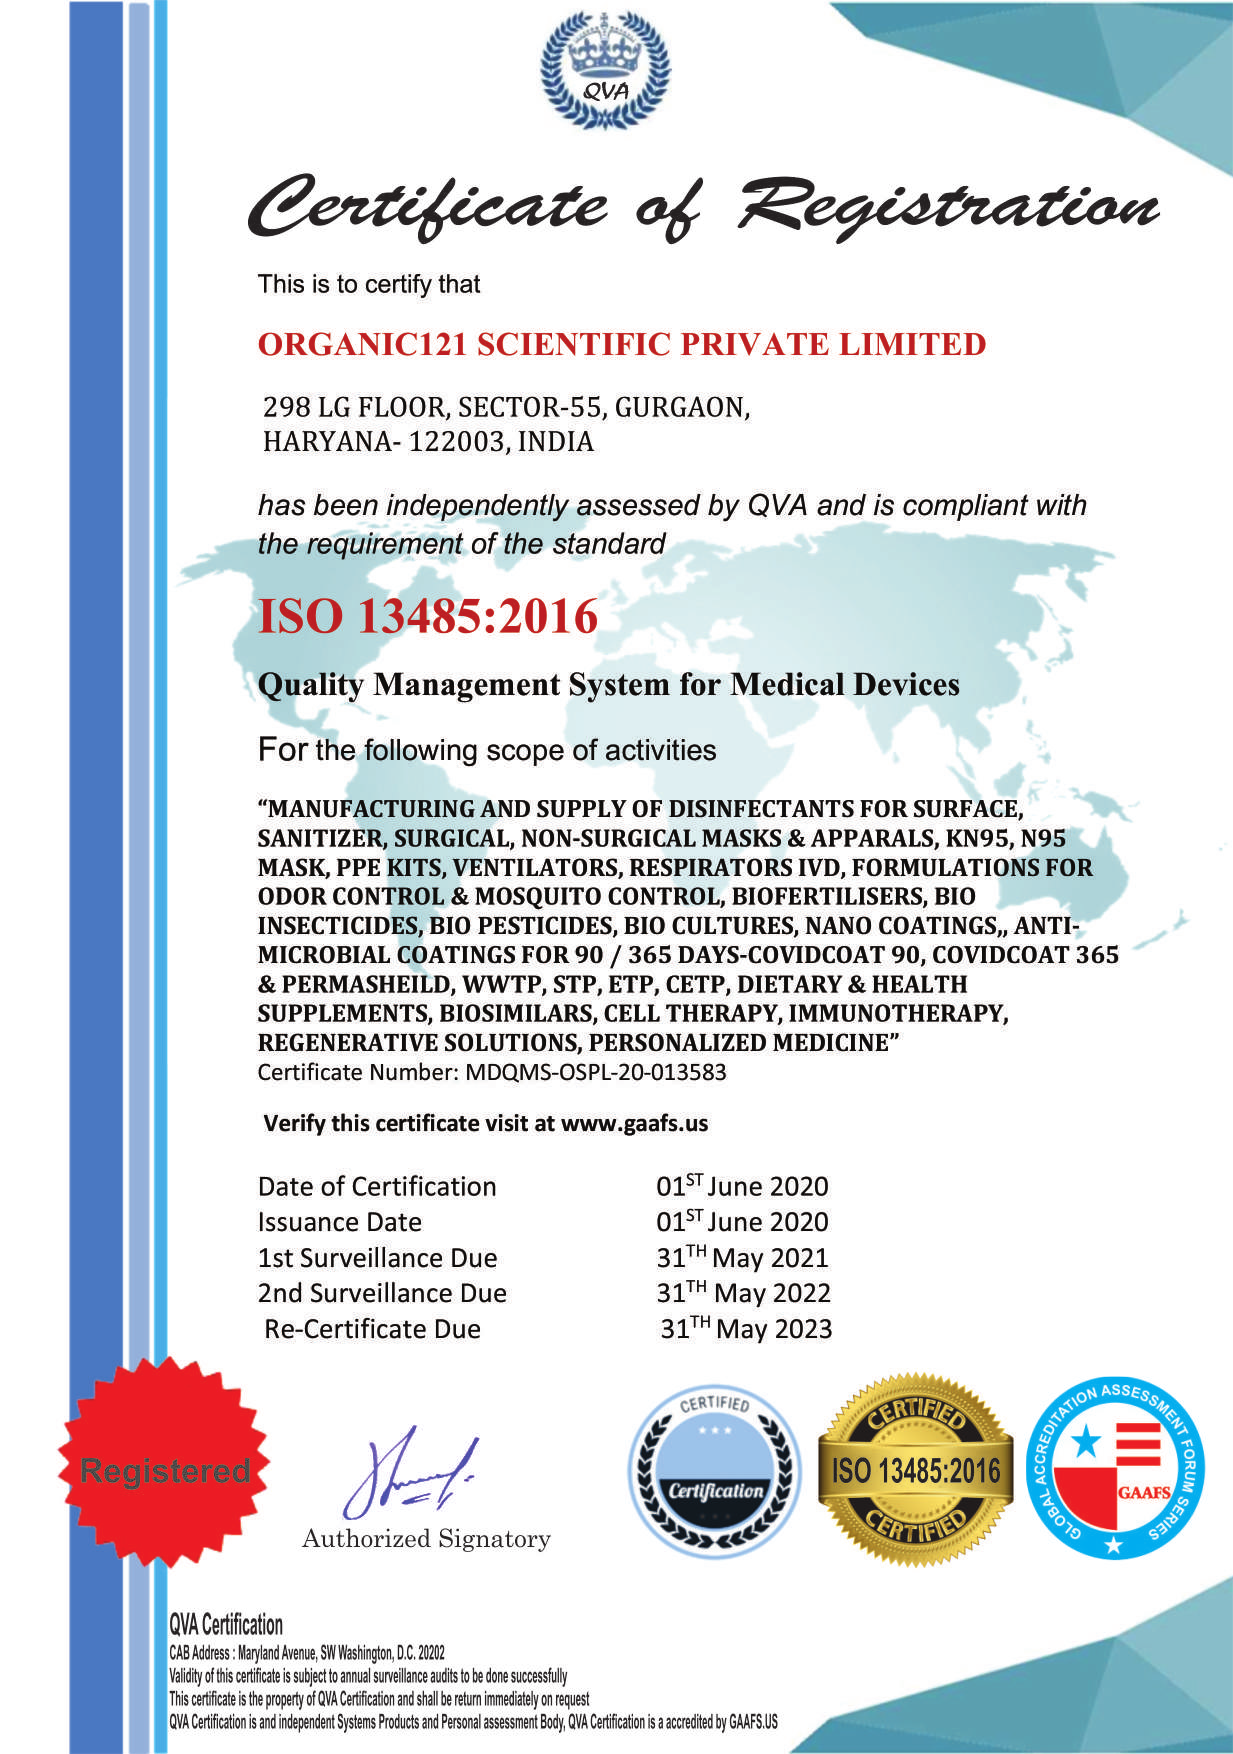 QVA
Certificate of Registration
This is to certify that
ORGANIC121 SCIENTIFIC PRIVATE LIMITED
298 LG FLOOR, SECTOR-55, GURGAON,
HARYANA- 122003, INDIA
has been independently assessed by QVA and is compliant with
the requirement of the standard
ISO 13485:2016
Quality Management System for Medical Devices
For the following scope of activities
“MANUFACTURING AND SUPPLY OF DISINFECTANTS FOR SURFACE,
SANITIZER, SURGICAL, NON-SURGICAL MASKS & APPARALS, KN95, N95
MASK, PPE KITS, VENTILATORS, RESPIRATORS IVD, FORMULATIONS FOR
ODOR CONTROL & MOSQUITO CONTROL, BIOFERTILISERS, BIO
INSECTICIDES, BIO PESTICIDES, BIO CULTURES, NANO COATINGS,, ANTI-
MICROBIAL COATINGS FOR 90 / 365 DAYS-COVIDCOAT 90, COVIDCOAT 365
& PERMASHEILD, WWTP, STP, ETP, CETP, DIETARY & HEALTH
SUPPLEMENTS, BIOSIMILARS, CELL THERAPY, IMMUNOTHERAPY,
REGENERATIVE SOLUTIONS, PERSONALIZED MEDICINE”
Certificate Number: MDQMS-OSPL-20-013583
Verify this certificate visit at www.gaafs.us
Date of Certification 01ST June 2020
Issuance Date 01ST June 2020
1st Surveillance Due 31TH May 2021
2nd Surveillance Due 31TH May 2022
Re-Certificate Due 31TH May 2023
Registered
Authorized Signatory
CERTIFIED
Certification
CERTIFIED
ISO 13485:2016
CERTIFIED
GLOBAL ACCREDITATION ASSESSMENT FORUM SERIES
GAAFS
QVA Certification
CAB Address : Maryland Avenue, SW Washington, D.C. 20202
Validity of this certificate is subject to annual surveillance audits to be done successfully
This certificate is the property of QVA Certification and shall be return immediately on request
QVA Certification is and independent Systems Products and Personal assessment Body, QVA Certification is a accredited by GAAFS.US